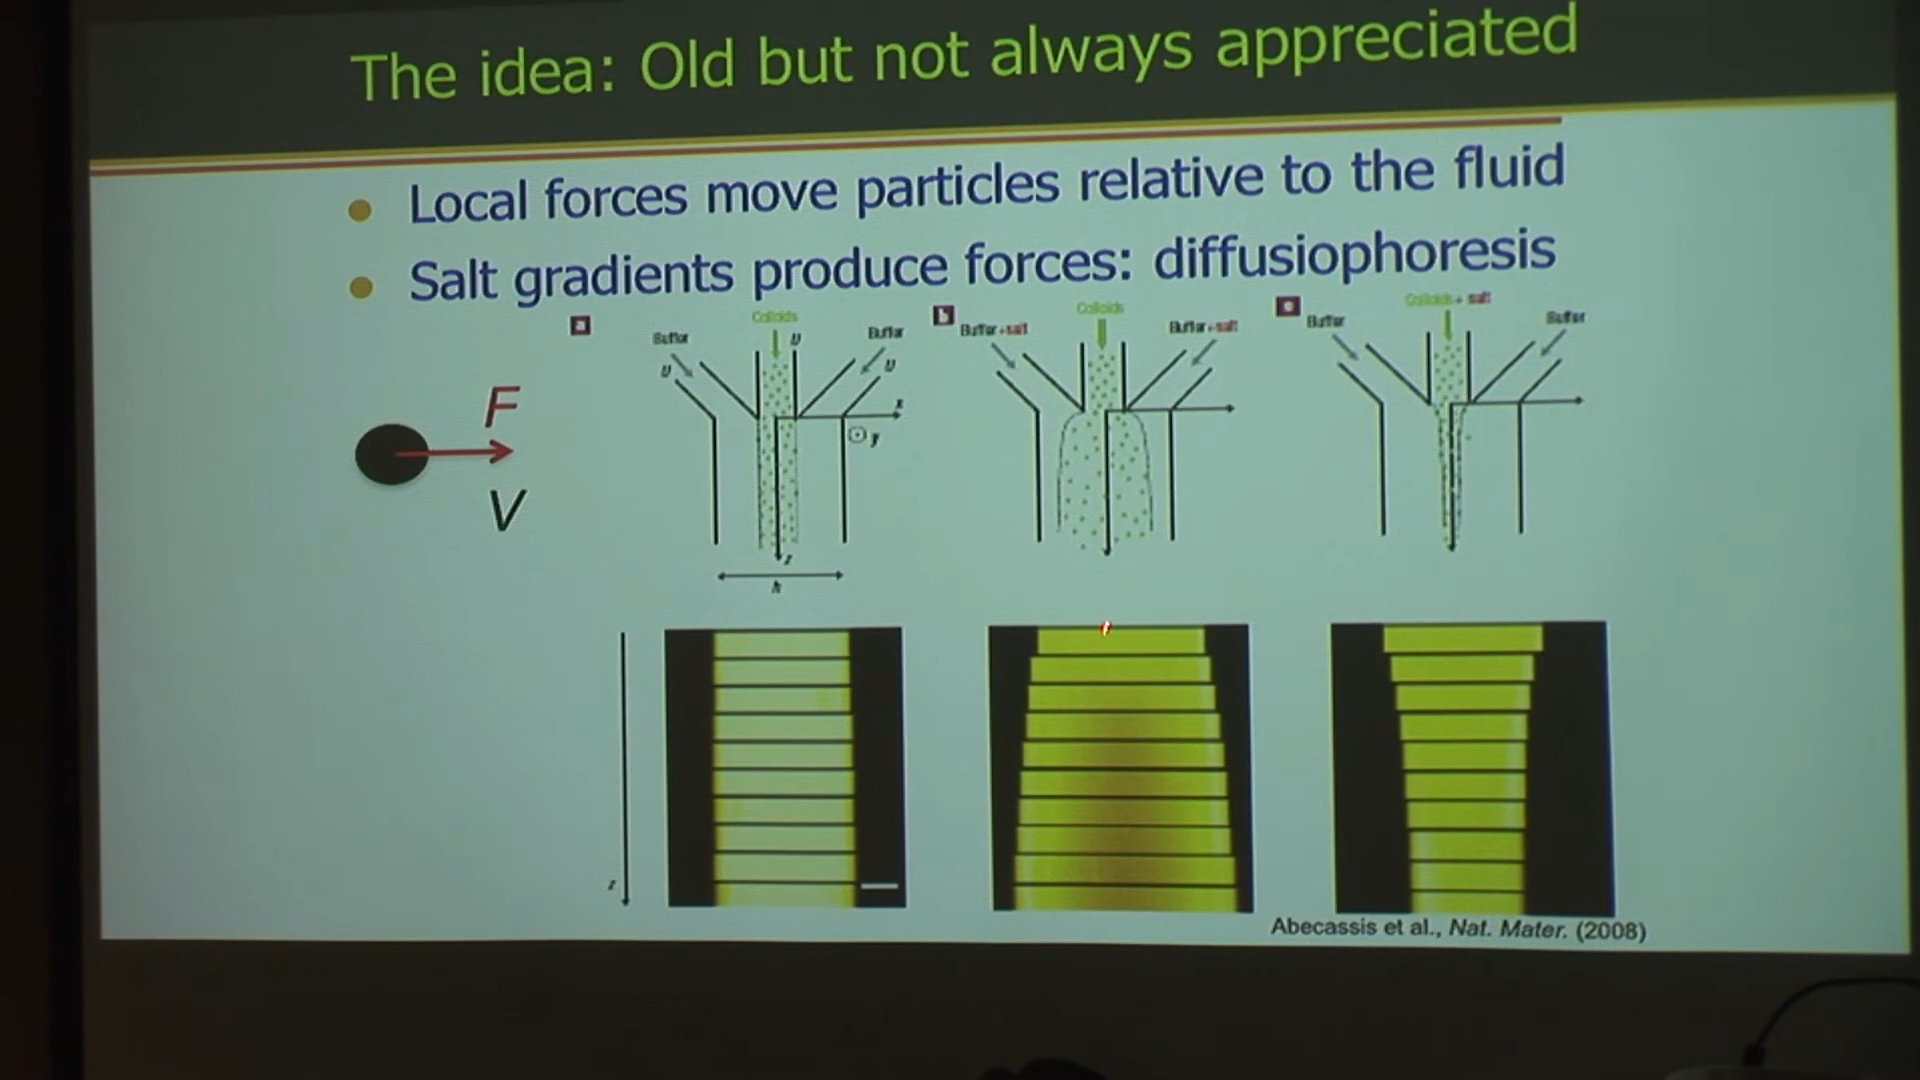 The idea: Old but not always appreciated
Local forces move particles relative to the fluid
Salt gradients produce forces: diffusiophoresis
F
V
a
Buffer
Colloids
Buffer
U
U
U
x
y
z
h
b
Buffer+salt
Colloids
Buffer+salt
c
Buffer
Colloids+ salt
Buffer
z
Abecassis et al., Nat. Mater. (2008)